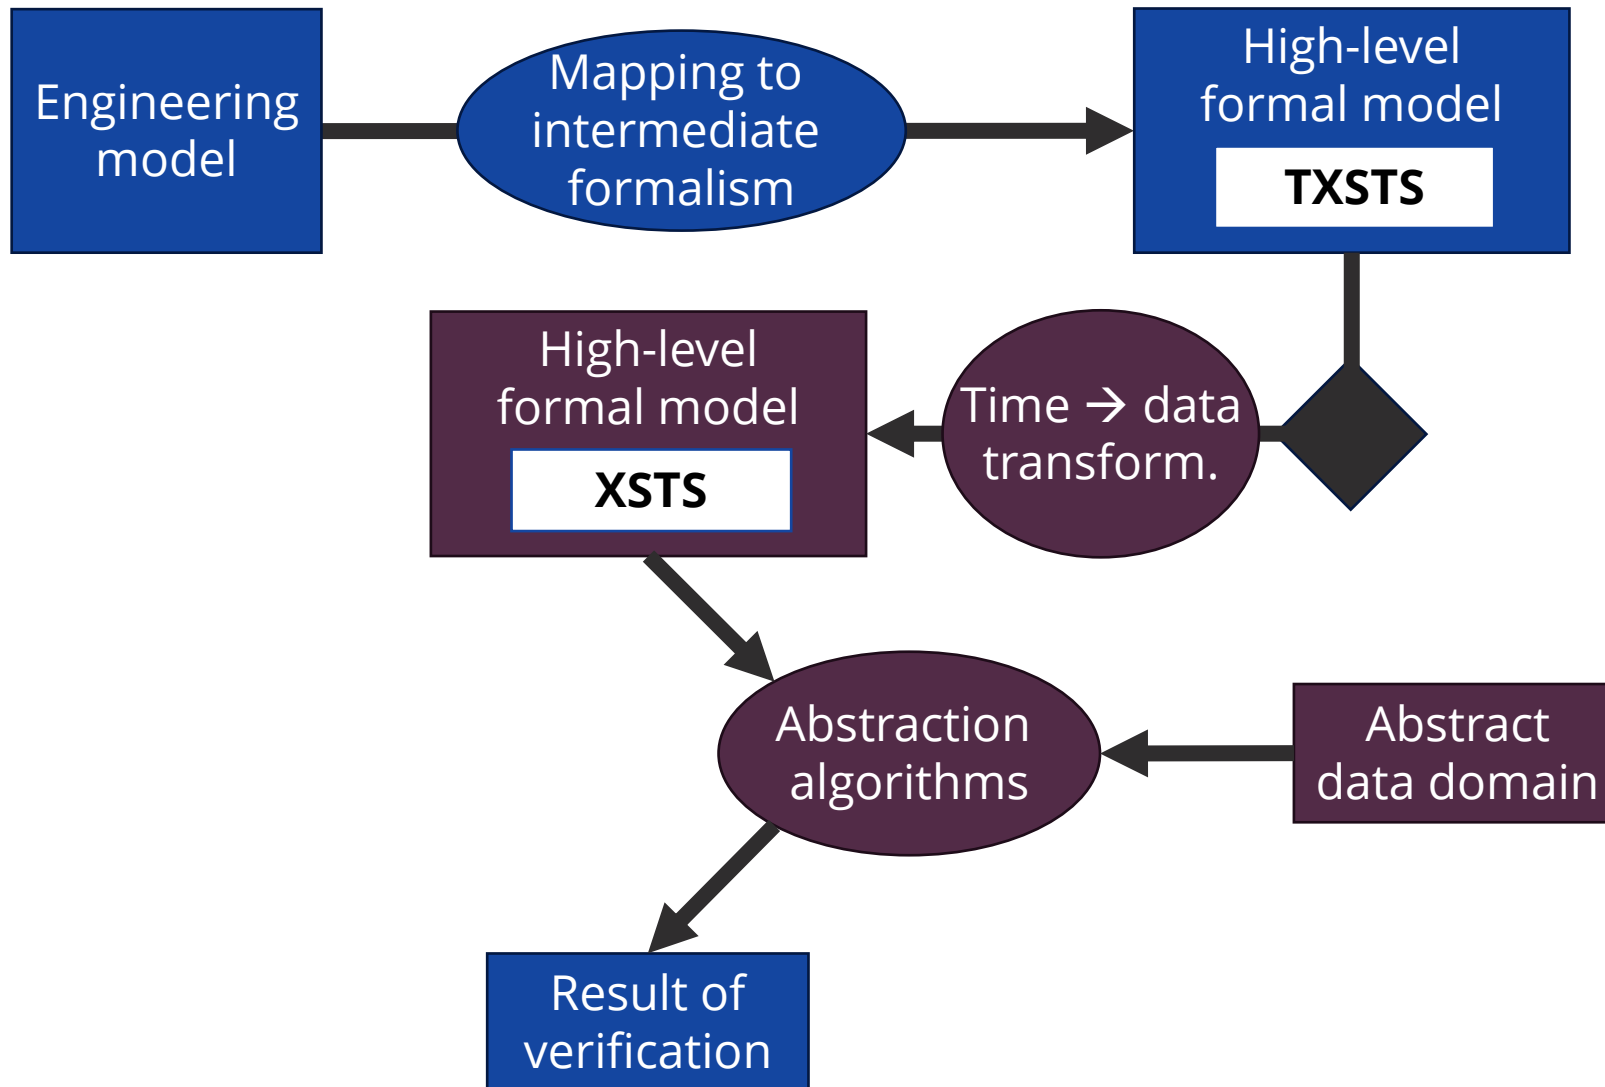 Engineering
model
Mapping to
intermediate
formalism
High-level
formal model
TXSTS
High-level
formal model
XSTS
Time → data
transform.
Abstraction
algorithms
Abstract
data domain
Result of
verification